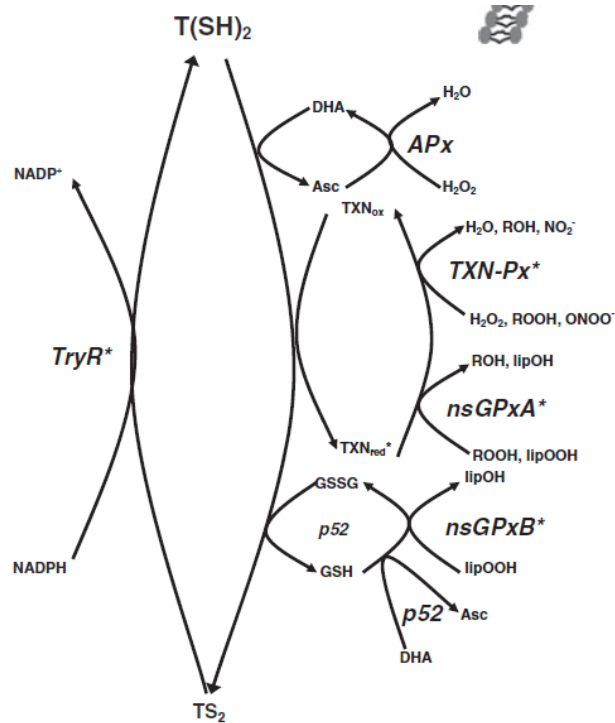 T(SH)₂
DHA
H₂O
APx
NADP⁺
Asc
H₂O₂
TXNox
H₂O, ROH, NO₂⁻
TXN-Px*
H₂O₂, ROOH, ONOO⁻
TryR*
ROH, lipOH
nsGPxA*
TXNred*
ROOH, lipOOH
GSSG
lipOH
p52
nsGPxB*
NADPH
GSH
lipOOH
p52
Asc
DHA
TS₂